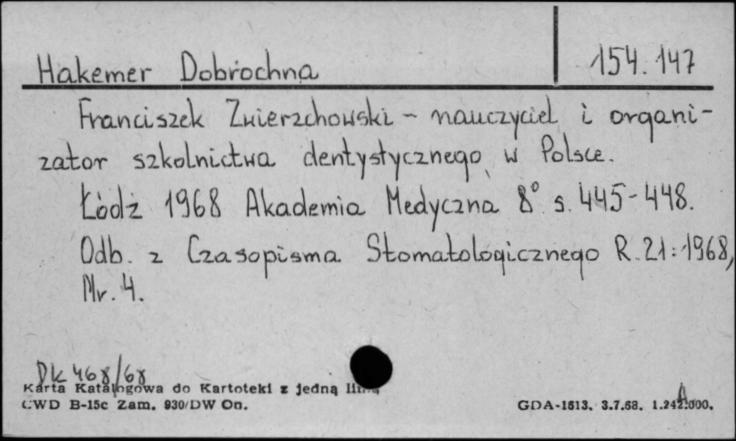 Hakemer Dobrochna
154.147
Franciszek Zwierzchowski - nauczyciel i organi-
zator szkolnictwa dentystycznego w Polsce.
Łódź 1968 Akademia Medyczna 8° s. 445-448.
Odb. z Czasopisma Stomatologicznego R. 21: 1968,
Nr. 4.
Dk 468/68
Karta Katalogowa do Kartoteki z jedną
CWD B-15c Zam. 930/DW On.
GDA-1613. 3.7.68. 1.242.000.
A